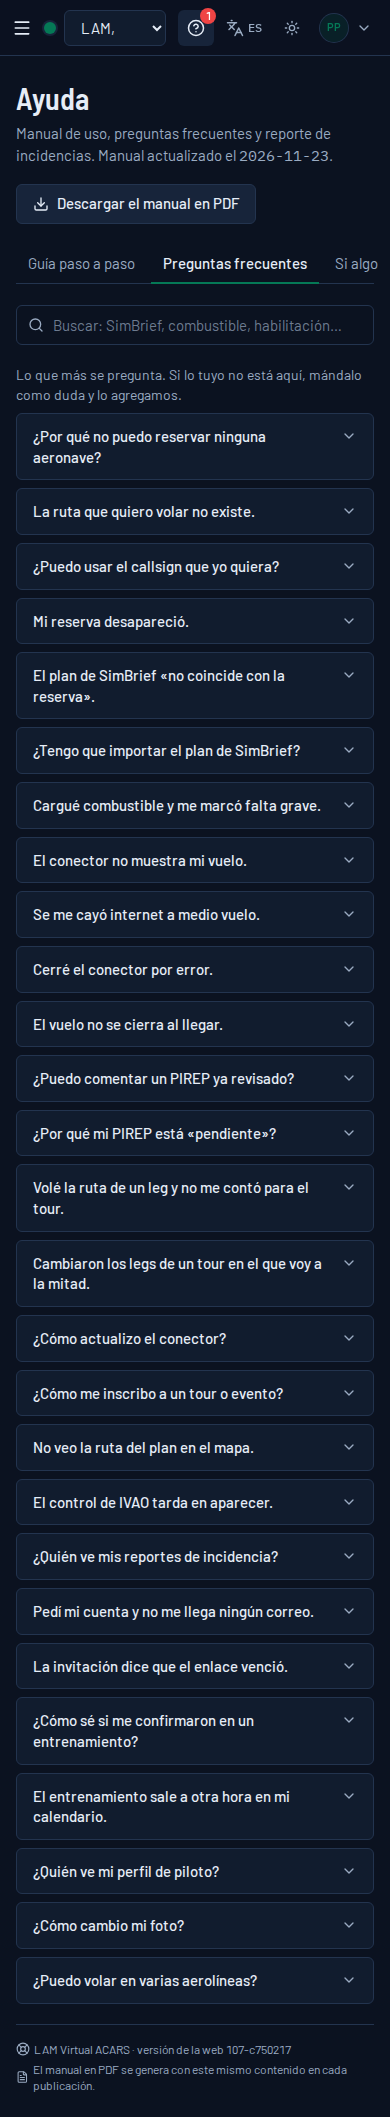 LAM,
1
ES
PP
Ayuda
Manual de uso, preguntas frecuentes y reporte de
incidencias. Manual actualizado el 2026-11-23.
Descargar el manual en PDF
Guía paso a paso
Preguntas frecuentes
Si algo
Buscar: SimBrief, combustible, habilitación…
Lo que más se pregunta. Si lo tuyo no está aquí, mándalo
como duda y lo agregamos.
¿Por qué no puedo reservar ninguna
aeronave?
La ruta que quiero volar no existe.
¿Puedo usar el callsign que yo quiera?
Mi reserva desapareció.
El plan de SimBrief «no coincide con la
reserva».
¿Tengo que importar el plan de SimBrief?
Cargué combustible y me marcó falta grave.
El conector no muestra mi vuelo.
Se me cayó internet a medio vuelo.
Cerré el conector por error.
El vuelo no se cierra al llegar.
¿Puedo comentar un PIREP ya revisado?
¿Por qué mi PIREP está «pendiente»?
Volé la ruta de un leg y no me contó para el
tour.
Cambiaron los legs de un tour en el que voy a
la mitad.
¿Cómo actualizo el conector?
¿Cómo me inscribo a un tour o evento?
No veo la ruta del plan en el mapa.
El control de IVAO tarda en aparecer.
¿Quién ve mis reportes de incidencia?
Pedí mi cuenta y no me llega ningún correo.
La invitación dice que el enlace venció.
¿Cómo sé si me confirmaron en un
entrenamiento?
El entrenamiento sale a otra hora en mi
calendario.
¿Quién ve mi perfil de piloto?
¿Cómo cambio mi foto?
¿Puedo volar en varias aerolíneas?
LAM Virtual ACARS · versión de la web 107-c750217
El manual en PDF se genera con este mismo contenido en cada
publicación.